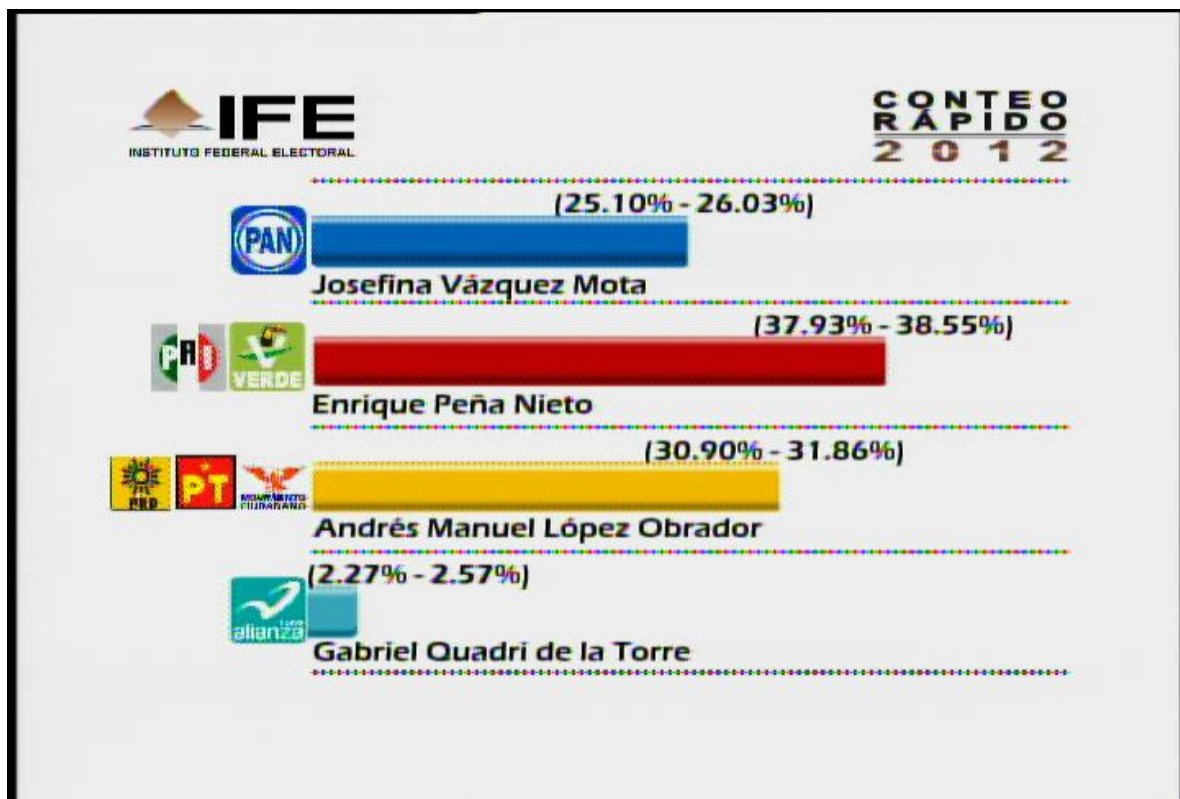 IFE
INSTITUTO FEDERAL ELECTORAL
CONTEO
RÁPIDO
2012
(25.10% - 26.03%)
PAN
Josefina Vázquez Mota
(37.93% - 38.55%)
PRI
VERDE
Enrique Peña Nieto
(30.90% - 31.86%)
PRD
PT
MOVIMIENTO
CIUDADANO
Andrés Manuel López Obrador
(2.27% - 2.57%)
alianza
Gabriel Quadri de la Torre